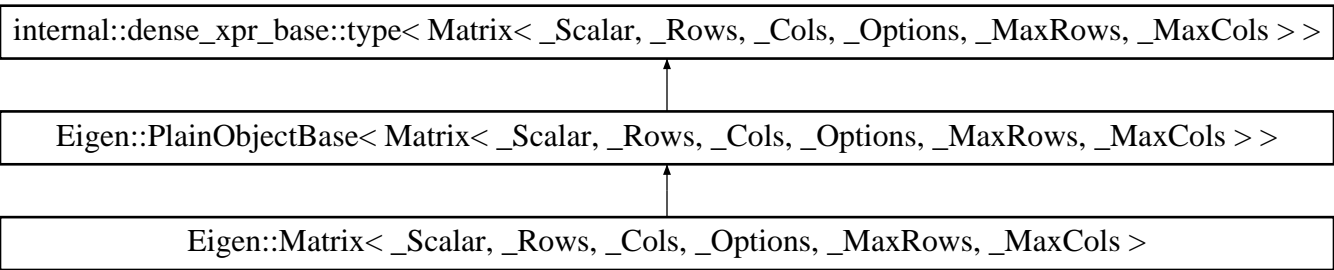 internal::dense_xpr_base::type< Matrix< _Scalar, _Rows, _Cols, _Options, _MaxRows, _MaxCols > >
Eigen::PlainObjectBase< Matrix< _Scalar, _Rows, _Cols, _Options, _MaxRows, _MaxCols > >
Eigen::Matrix< _Scalar, _Rows, _Cols, _Options, _MaxRows, _MaxCols >